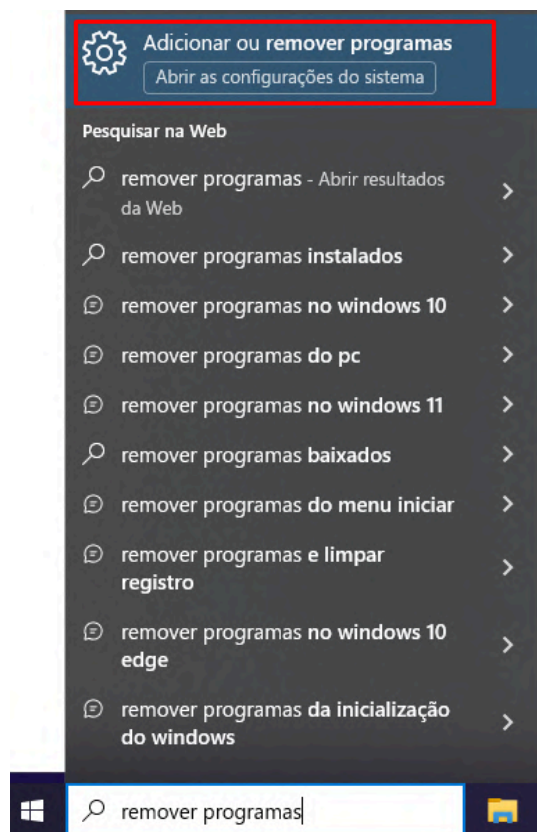 Adicionar ou remover programas
Abrir as configurações do sistema
Pesquisar na Web
remover programas - Abrir resultados
da Web
remover programas instalados
remover programas no windows 10
remover programas do pc
remover programas no windows 11
remover programas baixados
remover programas do menu iniciar
remover programas e limpar
registro
remover programas no windows 10
edge
remover programas da inicialização
do windows
remover programas